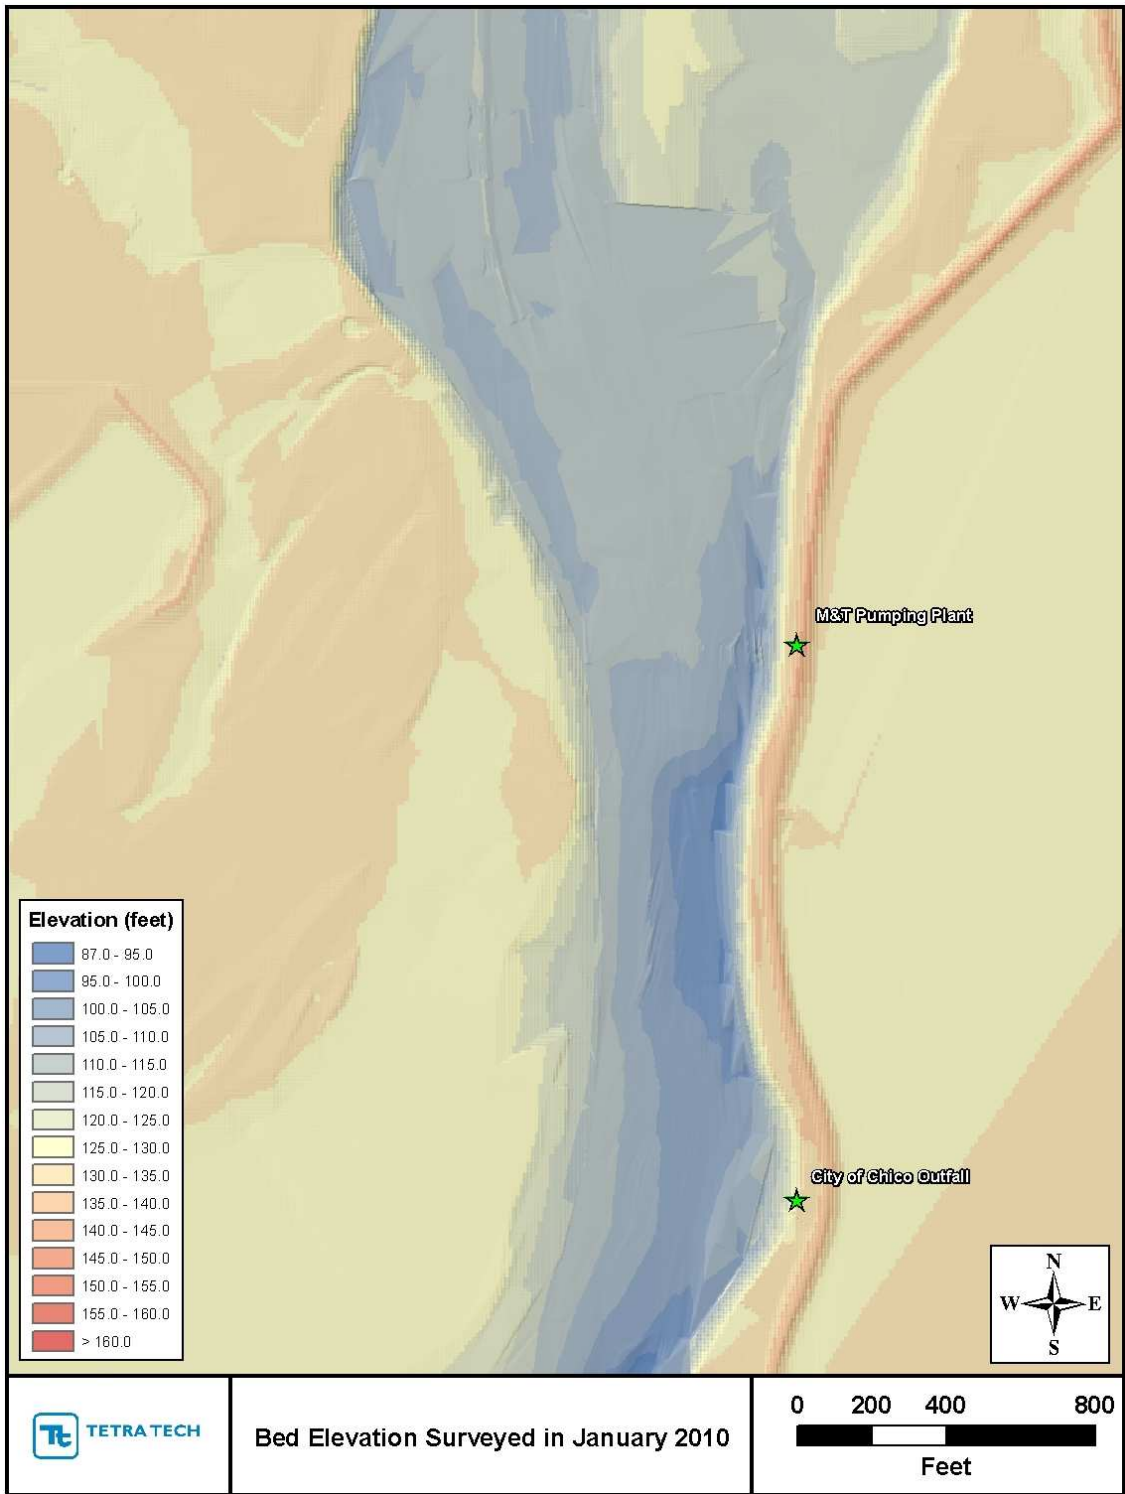 M&T Pumping Plant
City of Chico Outfall
Elevation (feet)
87.0 - 95.0
95.0 - 100.0
100.0 - 105.0
105.0 - 110.0
110.0 - 115.0
115.0 - 120.0
120.0 - 125.0
125.0 - 130.0
130.0 - 135.0
135.0 - 140.0
140.0 - 145.0
145.0 - 150.0
150.0 - 155.0
155.0 - 160.0
> 160.0
N
W E
S
Tt TETRA TECH
Bed Elevation Surveyed in January 2010
0 200 400 800
Feet